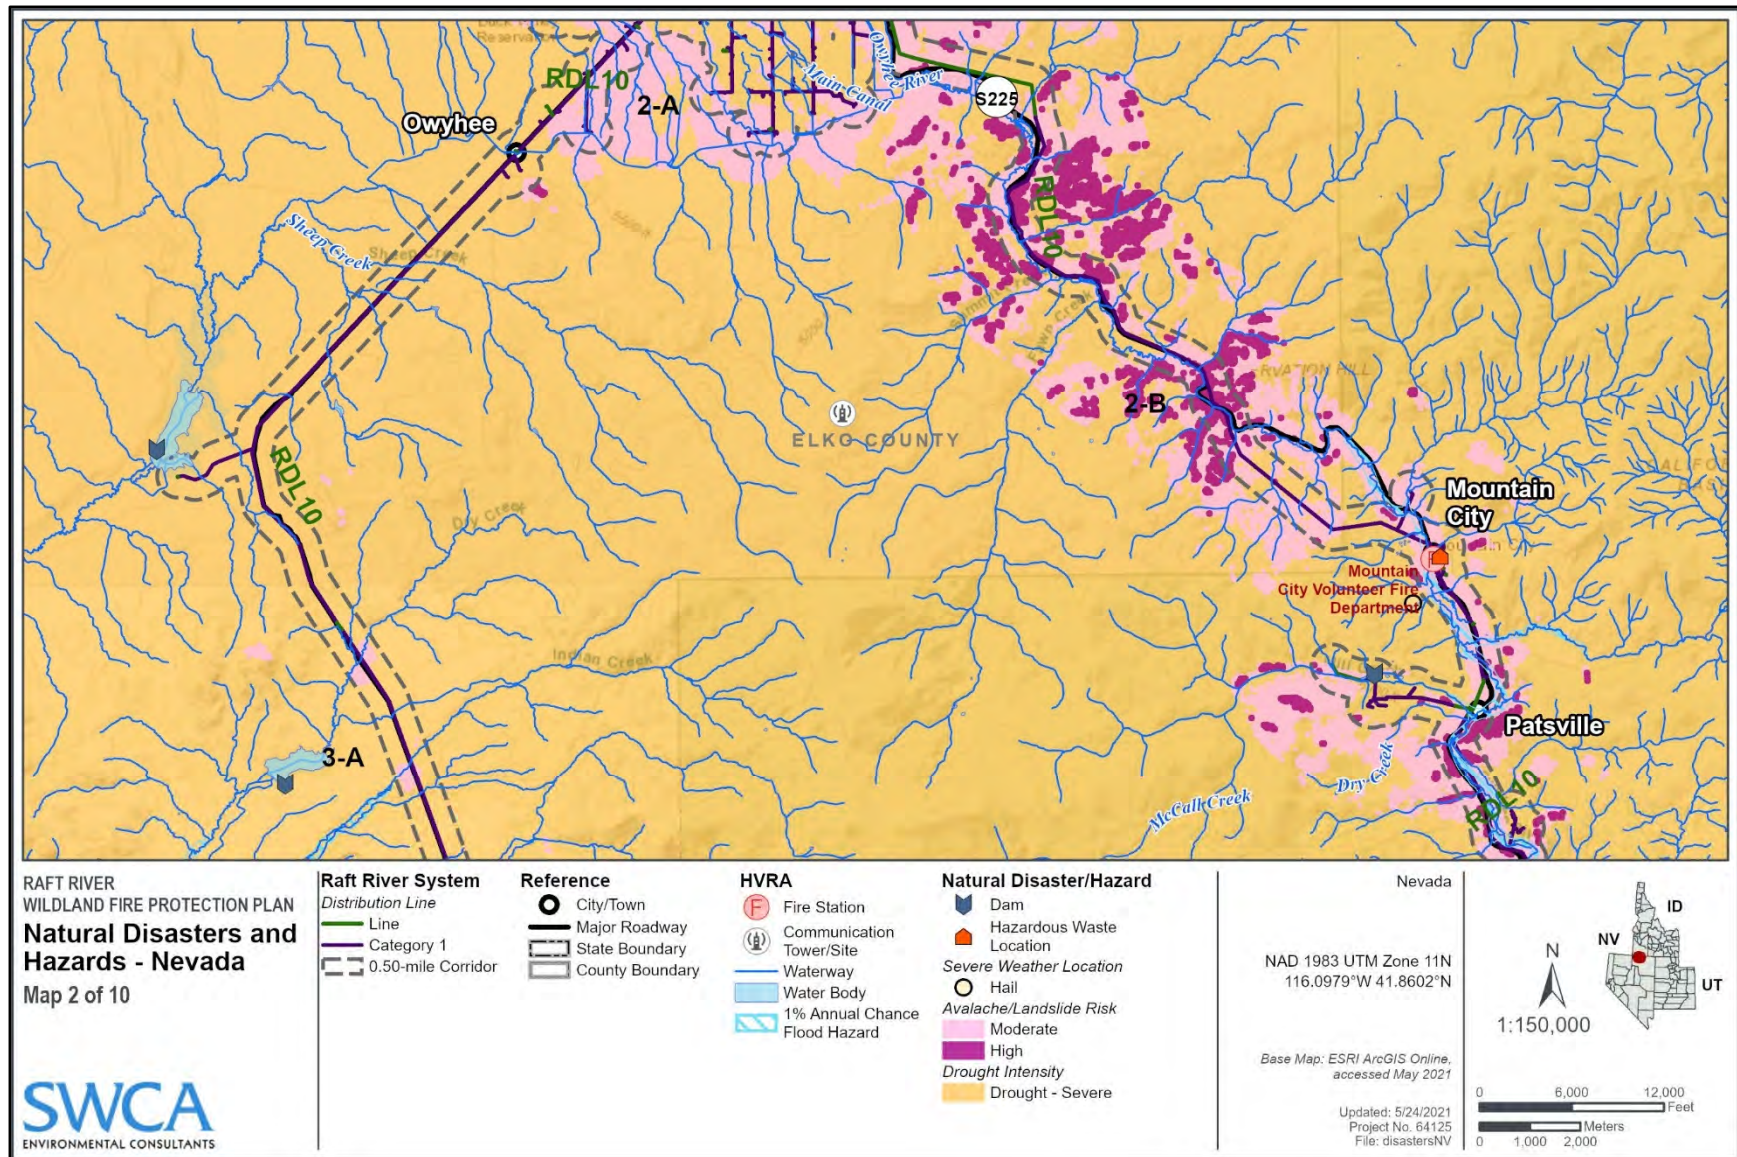 Reservation
RDL10
Main Canal
Owyhee River
S225
2-A
Owyhee
Sheep Creek
Sheep Creek
RDL10
2-B
ELKO COUNTY
RDL10
Dry Creek
Mountain
City
Mountain
City Volunteer Fire
Department
Indian Creek
Patsville
3-A
Dry Creek
McCall Creek
RDL10
RAFT RIVER
WILDLAND FIRE PROTECTION PLAN
Natural Disasters and
Hazards - Nevada
Map 2 of 10
SWCA
ENVIRONMENTAL CONSULTANTS
Raft River System
Distribution Line
Line
Category 1
0.50-mile Corridor
Reference
City/Town
Major Roadway
State Boundary
County Boundary
HVRA
F Fire Station
Communication
Tower/Site
Waterway
Water Body
1% Annual Chance
Flood Hazard
Natural Disaster/Hazard
Dam
Hazardous Waste
Location
Severe Weather Location
Hail
Avalache/Landslide Risk
Moderate
High
Drought Intensity
Drought - Severe
Nevada
NAD 1983 UTM Zone 11N
116.0979°W 41.8602°N
Base Map: ESRI ArcGIS Online,
accessed May 2021
Updated: 5/24/2021
Project No. 64125
File: disastersNV
N
1:150,000
ID
NV
UT
0 6,000 12,000
Feet
Meters
0 1,000 2,000